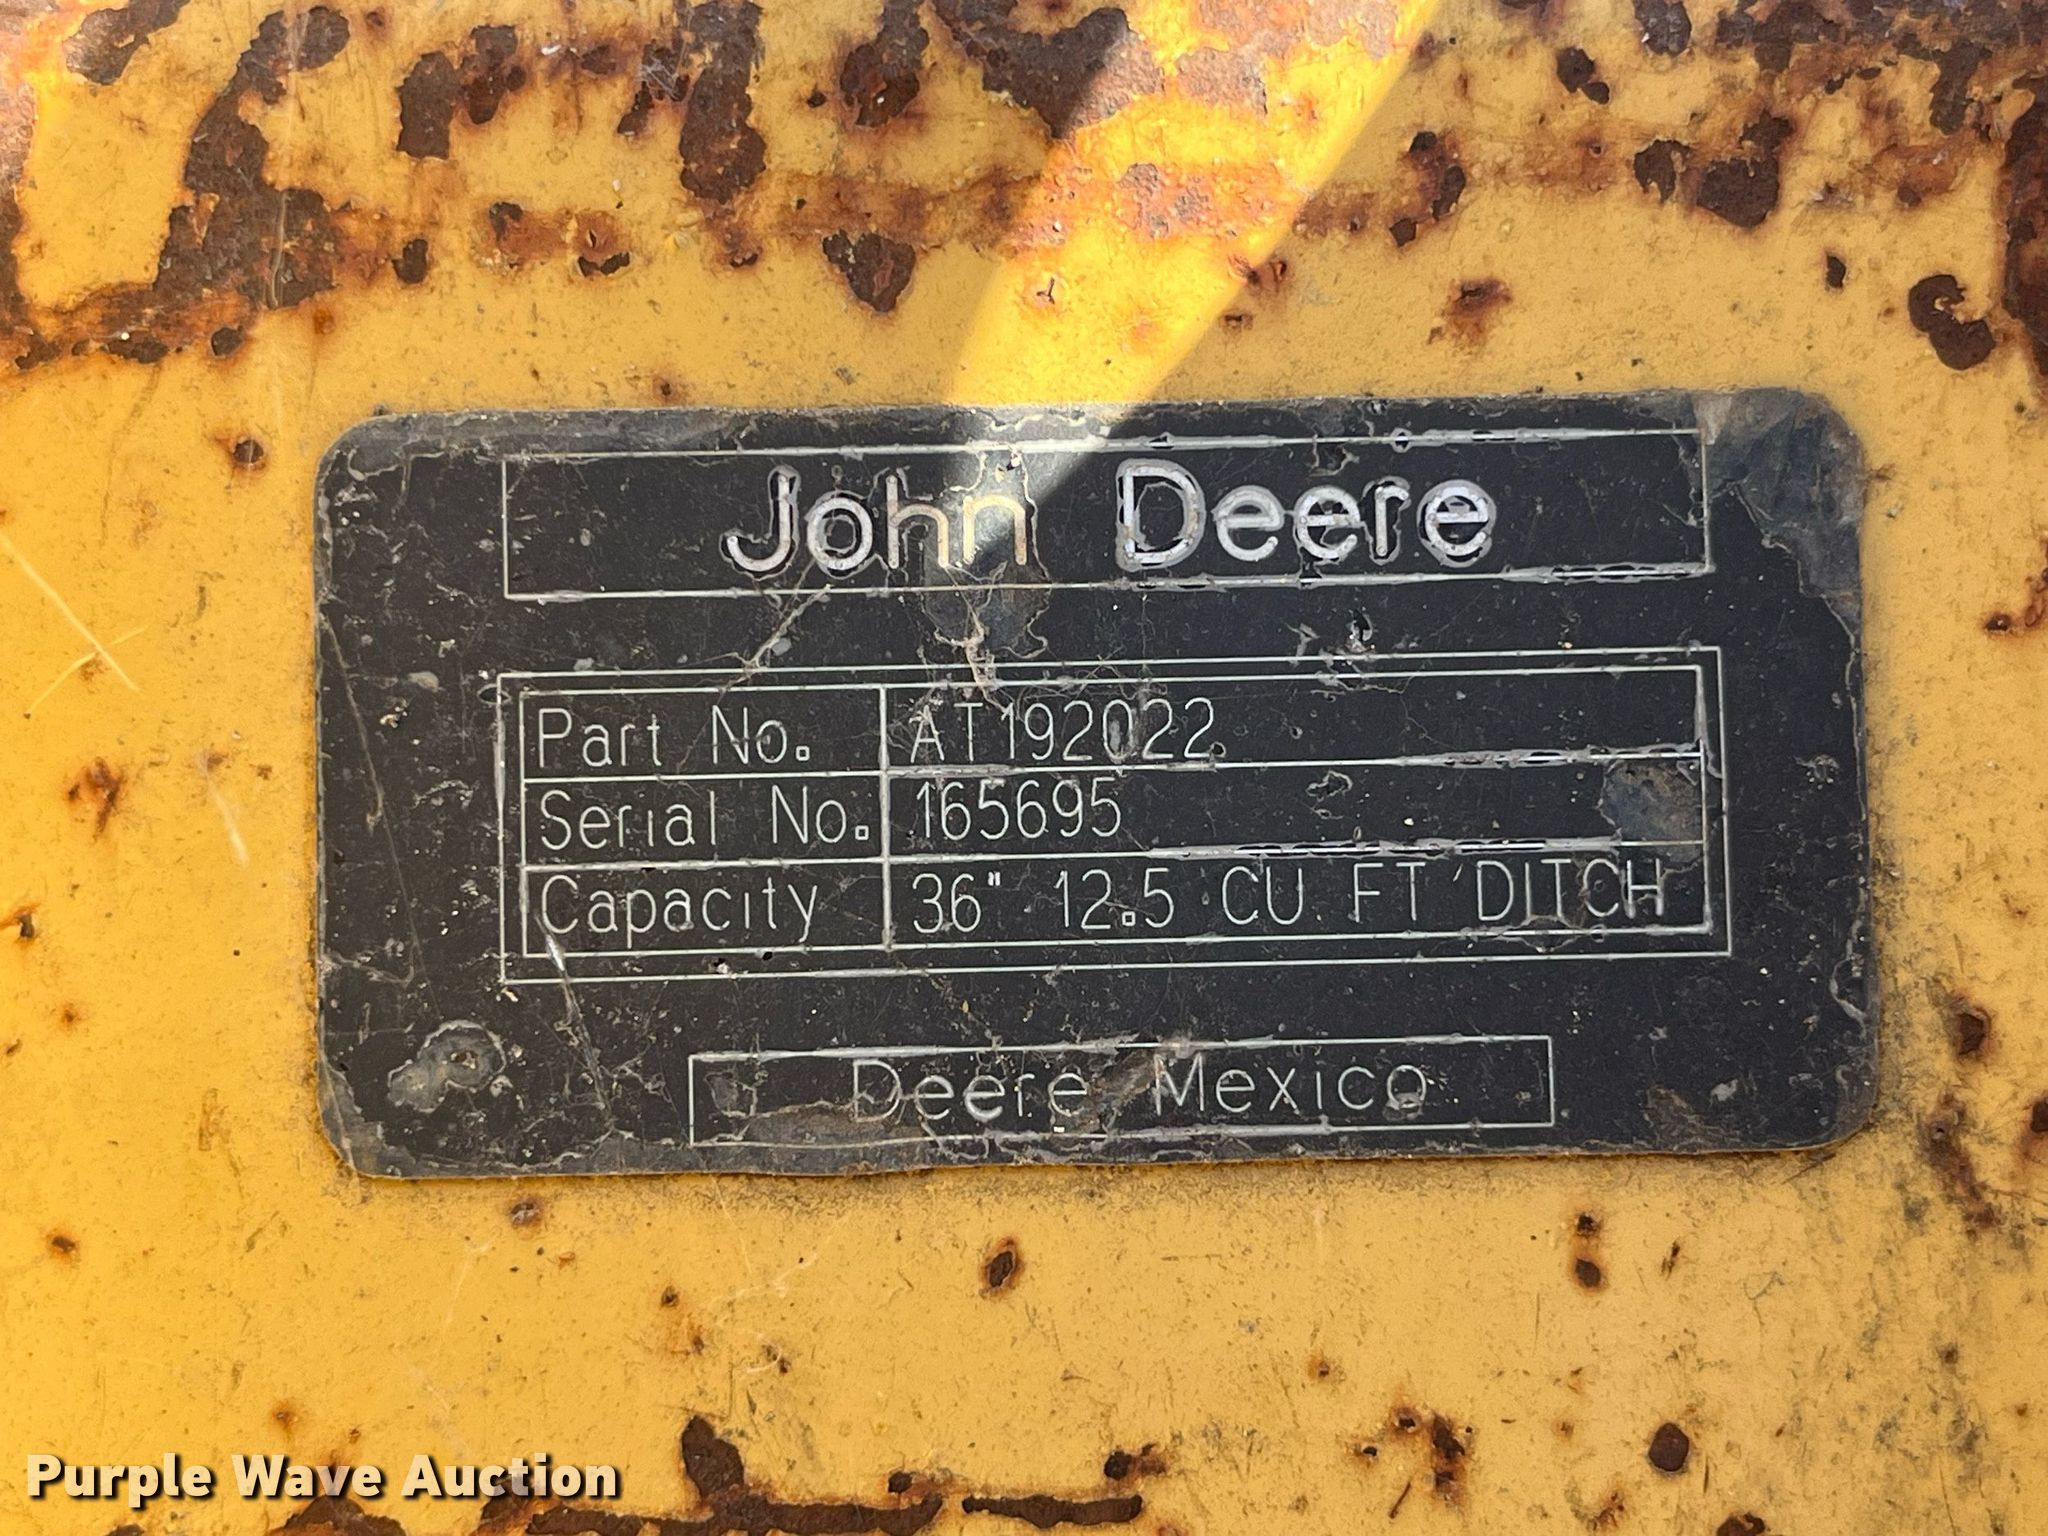 John Deere
Part No. AT192022
Serial No. 165695
Capacity 36" 12.5 CU FT DITCH
Deere Mexico
Purple Wave Auction